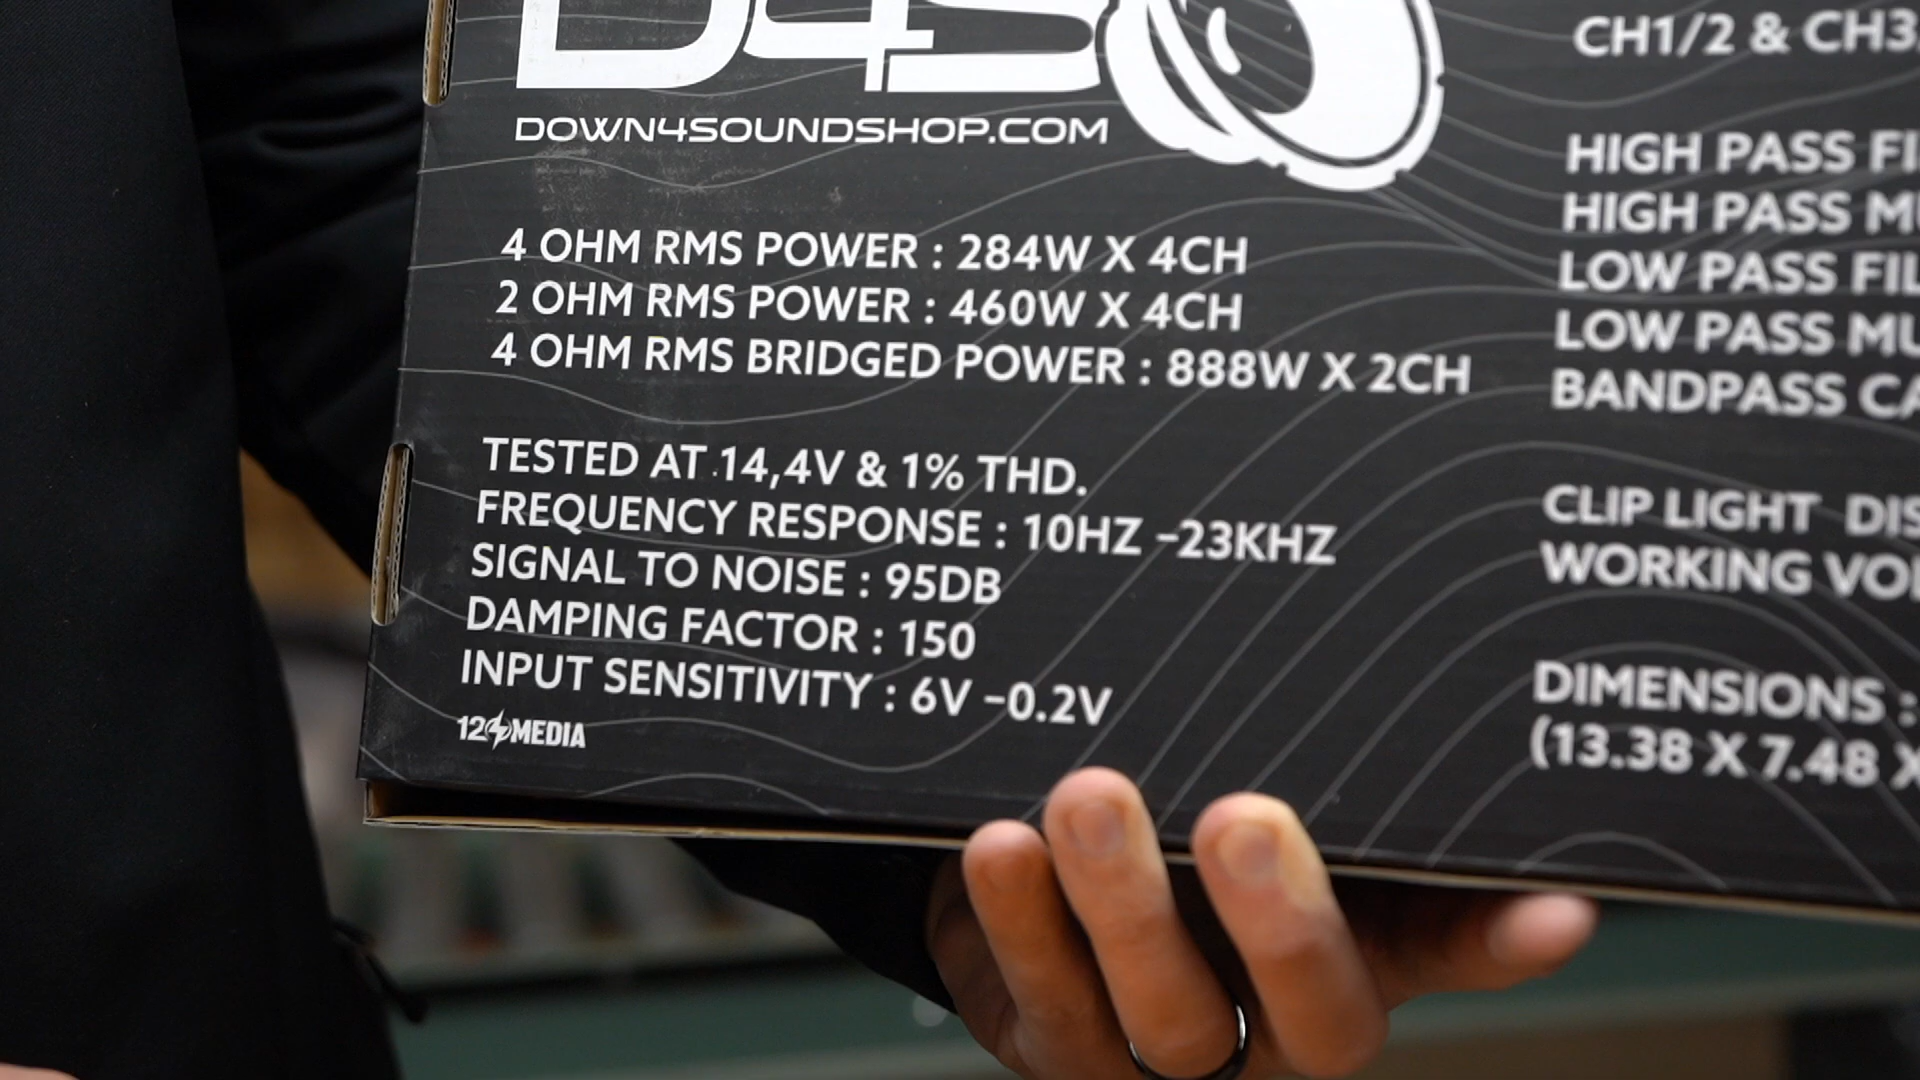 D4S
DOWN4SOUNDSHOP.COM
4 OHM RMS POWER : 284W X 4CH
2 OHM RMS POWER : 460W X 4CH
4 OHM RMS BRIDGED POWER : 888W X 2CH
TESTED AT 14,4V & 1% THD.
FREQUENCY RESPONSE : 10HZ -23KHZ
SIGNAL TO NOISE : 95DB
DAMPING FACTOR : 150
INPUT SENSITIVITY : 6V -0.2V
12 MEDIA
CH1/2 & CH3
HIGH PASS
HIGH PASS
LOW PASS
LOW PASS
BANDPASS
CLIP LIGHT
WORKING
DIMENSIONS :
(13.38 X 7.48 X